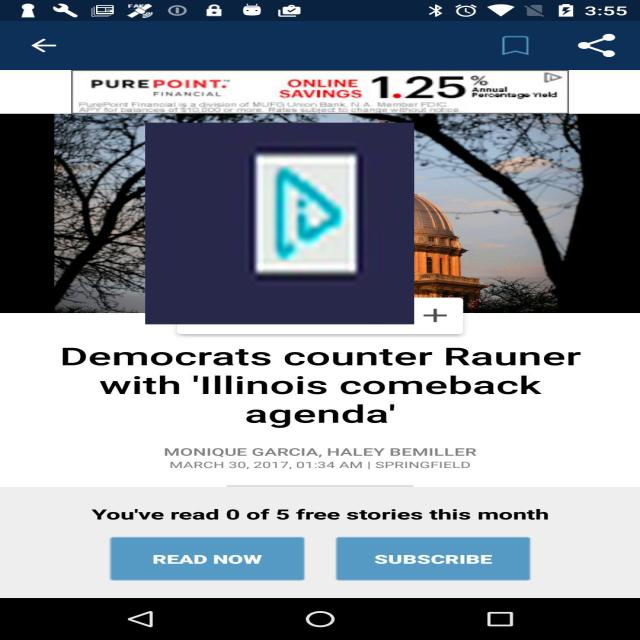 3:55
PUREPOINT.
FINANCIAL
ONLINE
SAVINGS
1.25 %
Annual
Percentage Yield
PurePoint Financial is a division of MUFG Union Bank, N.A. Member FDIC.
APY for balances of $10,000 or more. Rates subject to change without notice.
Democrats counter Rauner
with 'Illinois comeback
agenda'
MONIQUE GARCIA, HALEY BEMILLER
MARCH 30, 2017, 01:34 AM | SPRINGFIELD
You've read 0 of 5 free stories this month
READ NOW
SUBSCRIBE